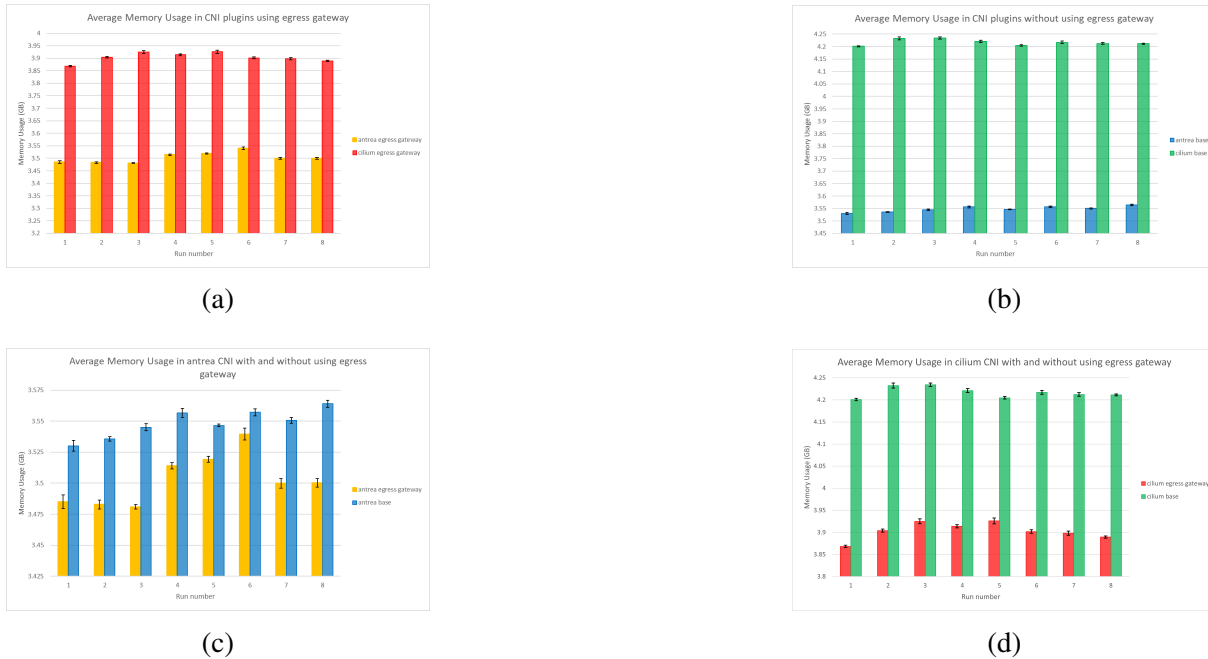 Average Memory Usage in CNI plugins using egress gateway
Memory Usage (GB)
4
3.95
3.9
3.85
3.8
3.75
3.7
3.65
3.6
3.55
3.5
3.45
3.4
3.35
3.3
3.25
3.2
1 2 3 4 5 6 7 8
Run number
antrea egress gateway
cilium egress gateway
(a)
Average Memory Usage in CNI plugins without using egress gateway
Memory Usage (GB)
4.25
4.2
4.15
4.1
4.05
4
3.95
3.9
3.85
3.8
3.75
3.7
3.65
3.6
3.55
3.5
3.45
1 2 3 4 5 6 7 8
Run number
antrea base
cilium base
(b)
Average Memory Usage in antrea CNI with and without using egress
gateway
Memory Usage (GB)
3.575
3.55
3.525
3.5
3.475
3.45
3.425
1 2 3 4 5 6 7 8
Run number
antrea egress gateway
antrea base
(c)
Average Memory Usage in cilium CNI with and without using egress gateway
Memory Usage (GB)
4.25
4.2
4.15
4.1
4.05
4
3.95
3.9
3.85
3.8
1 2 3 4 5 6 7 8
Run number
cilium egress gateway
cilium base
(d)